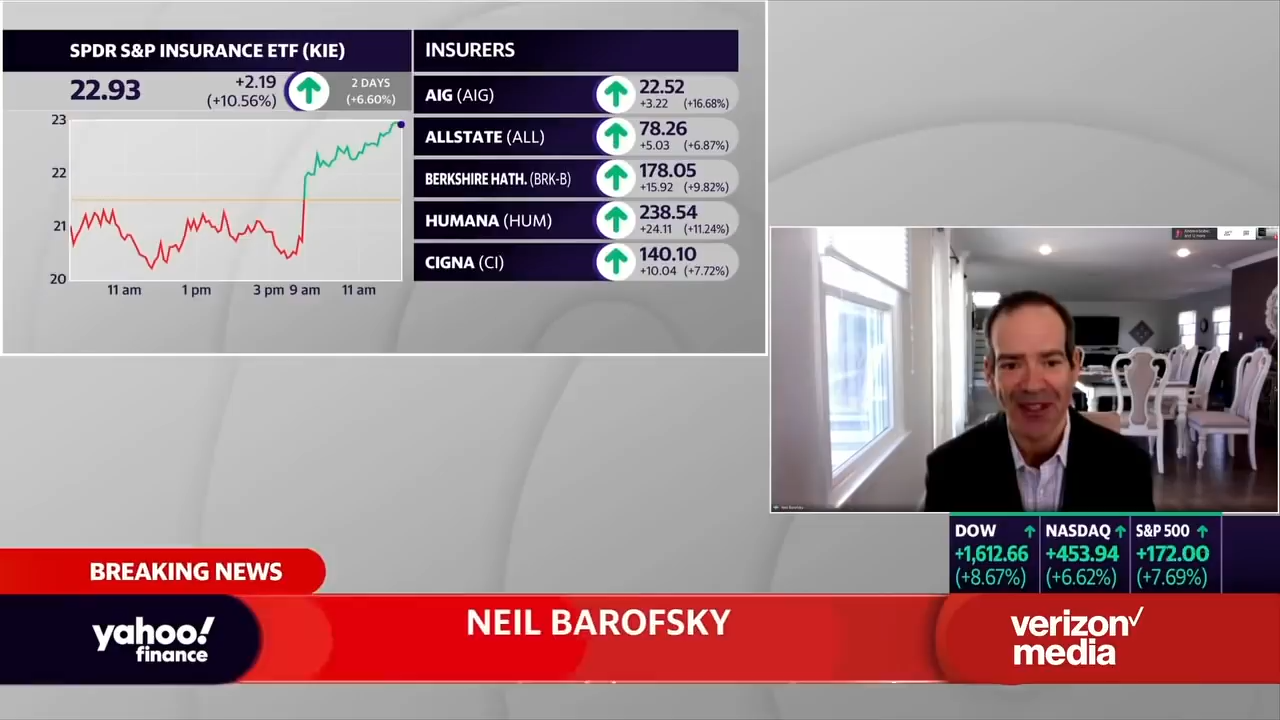 SPDR S&P INSURANCE ETF (KIE)
22.93
+2.19
(+10.56%)
2 DAYS
(+6.60%)
23
22
21
20
11 am
1 pm
3 pm
9 am
11 am
INSURERS
AIG (AIG)
22.52
+3.22 (+16.68%)
ALLSTATE (ALL)
78.26
+5.03 (+6.87%)
BERKSHIRE HATH. (BRK-B)
178.05
+15.92 (+9.82%)
HUMANA (HUM)
238.54
+24.11 (+11.24%)
CIGNA (CI)
140.10
+10.04 (+7.72%)
Neil Barofsky
DOW
+1,612.66
(+8.67%)
NASDAQ
+453.94
(+6.62%)
S&P 500
+172.00
(+7.69%)
BREAKING NEWS
yahoo!
finance
NEIL BAROFSKY
verizon
media